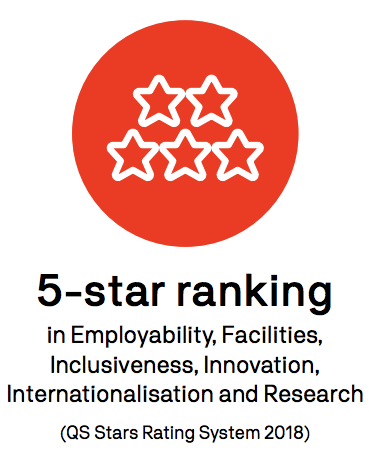 5-star ranking
in Employability, Facilities,
Inclusiveness, Innovation,
Internationalisation and Research
(QS Stars Rating System 2018)